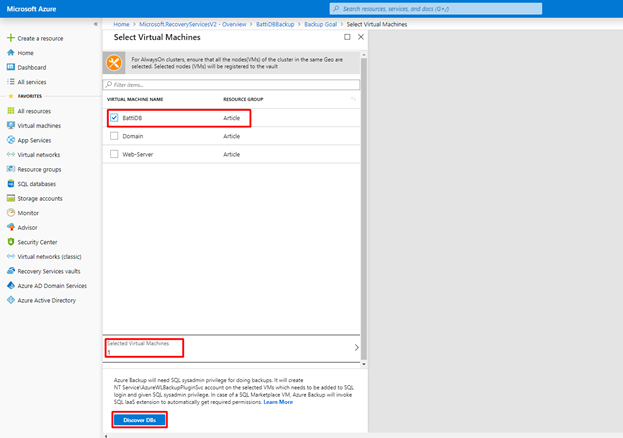 Microsoft Azure
Search resources, services, and docs (G+/)
Home > Microsoft.RecoveryServicesV2 - Overview > BattiDBBackup > Backup Goal > Select Virtual Machines
Create a resource
Home
Dashboard
All services
FAVORITES
All resources
Virtual machines
App Services
Virtual networks
Resource groups
SQL databases
Storage accounts
Monitor
Advisor
Security Center
Virtual networks (classic)
Recovery Services vaults
Azure AD Domain Services
Azure Active Directory
Select Virtual Machines
For AlwaysOn clusters, ensure that all the nodes(VMs) of the cluster in the same Geo are
selected. Selected nodes (VMs) will be registered to the vault
Filter items...
VIRTUAL MACHINE NAME RESOURCE GROUP
BattiDB Article
Domain Article
Web-Server Article
Selected Virtual Machines
1
Azure Backup will need SQL sysadmin privilege for doing backups. It will create
NT Service\AzureWLBackupPluginSvc account on the selected VMs which needs to be added to SQL
login and given SQL sysadmin privilege. In case of a SQL Marketplace VM, Azure Backup will invoke
SQL IaaS extension to automatically get required permissions. Learn More
Discover DBs